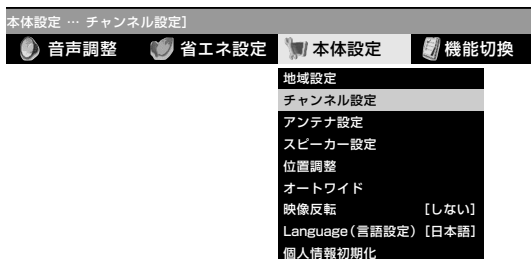 本体設定 … チャンネル設定]
音声調整 省エネ設定 本体設定 機能切換
地域設定
チャンネル設定
アンテナ設定
スピーカー設定
位置調整
オートワイド
映像反転 [しない]
Language(言語設定) [日本語]
個人情報初期化